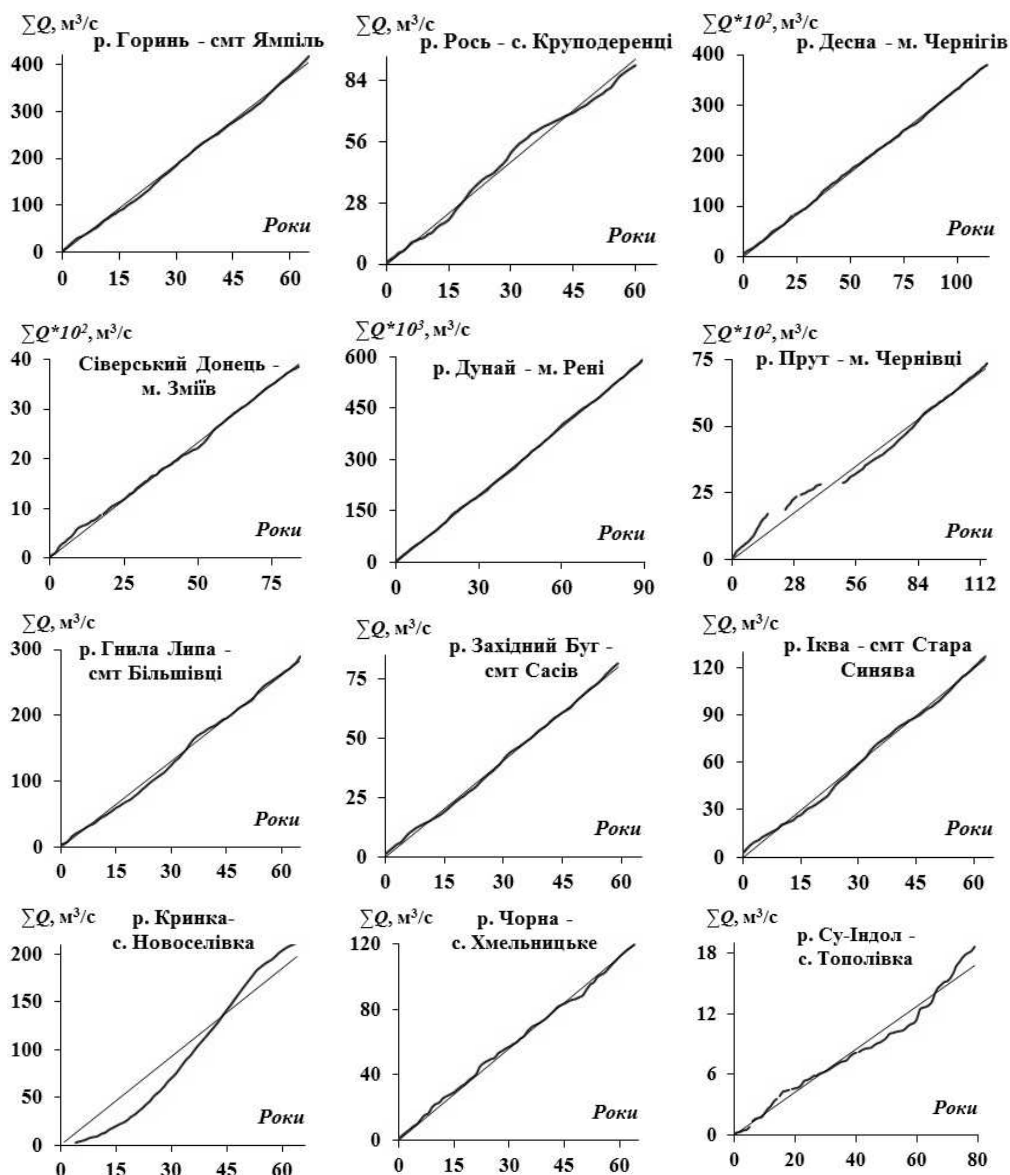 ∑Q, м³/с
р. Горинь - смт Ямпіль
400
300
200
100
0
Роки
0 15 30 45 60
∑Q, м³/с
р. Рось - с. Круподеренці
84
56
28
0
Роки
0 15 30 45 60
∑Q*10², м³/с
р. Десна - м. Чернігів
400
300
200
100
0
Роки
0 25 50 75 100
∑Q*10², м³/с
Сіверський Донець -
м. Зміїв
40
30
20
10
0
Роки
0 25 50 75
∑Q*10³, м³/с
р. Дунай - м. Рені
600
450
300
150
0
Роки
0 30 60 90
∑Q*10², м³/с
р. Прут - м. Чернівці
75
50
25
0
Роки
0 28 56 84 112
∑Q, м³/с
р. Гнила Липа -
смт Більшівці
300
200
100
0
Роки
0 15 30 45 60
∑Q, м³/с
р. Західний Буг -
смт Сасів
75
50
25
0
Роки
0 15 30 45 60
∑Q, м³/с
р. Іква - смт Стара
Синява
120
90
60
30
0
Роки
0 15 30 45 60
∑Q, м³/с
р. Кринка-
с. Новоселівка
200
150
100
50
0
Роки
0 20 40 60
∑Q, м³/с
р. Чорна -
с. Хмельницьке
120
80
40
0
Роки
0 15 30 45 60
∑Q, м³/с
р. Су-Індол -
с. Тополівка
18
12
6
0
Роки
0 20 40 60 80